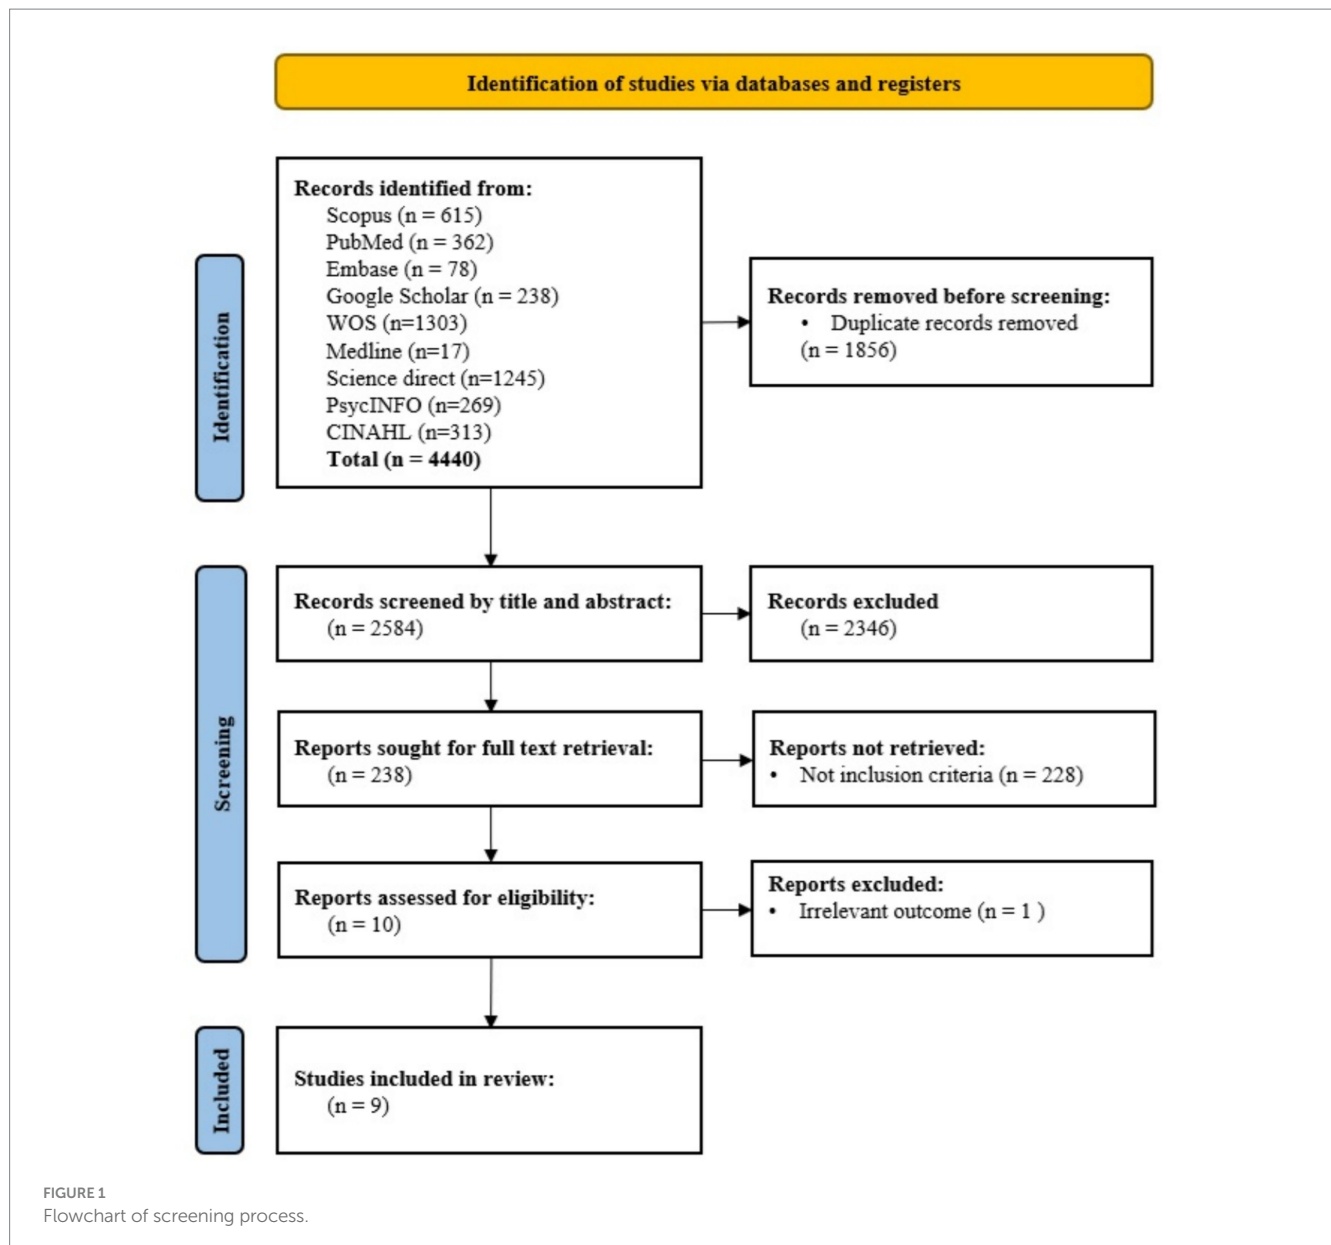 Identification of studies via databases and registers
Identification
Records identified from:
Scopus (n = 615)
PubMed (n = 362)
Embase (n = 78)
Google Scholar (n = 238)
WOS (n=1303)
Medline (n=17)
Science direct (n=1245)
PsycINFO (n=269)
CINAHL (n=313)
Total (n = 4440)
Records removed before screening:
• Duplicate records removed
(n = 1856)
Screening
Records screened by title and abstract:
(n = 2584)
Records excluded
(n = 2346)
Reports sought for full text retrieval:
(n = 238)
Reports not retrieved:
• Not inclusion criteria (n = 228)
Reports assessed for eligibility:
(n = 10)
Reports excluded:
• Irrelevant outcome (n = 1 )
Included
Studies included in review:
(n = 9)
FIGURE 1
Flowchart of screening process.